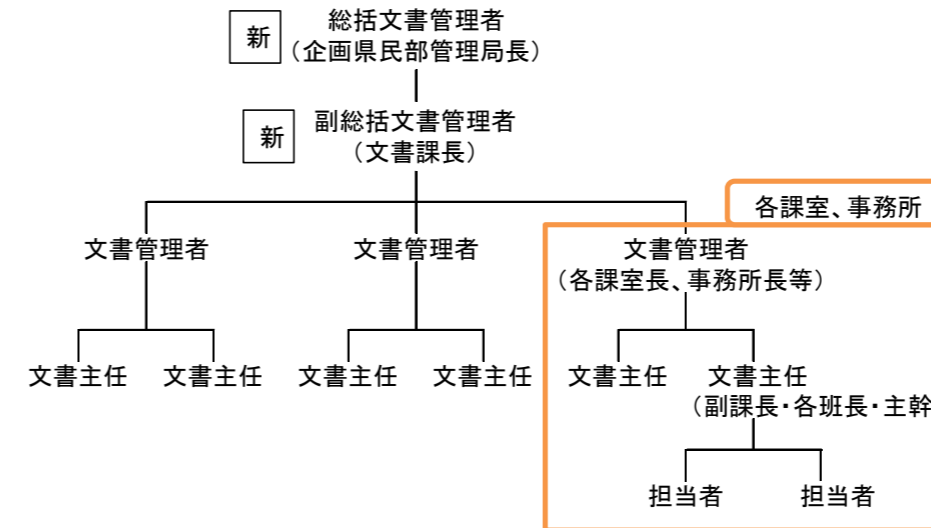 新
総括文書管理者
（企画県民部管理局長）
新
副総括文書管理者
（文書課長）
各課室、事務所
文書管理者
文書管理者
文書管理者
（各課室長、事務所長等）
文書主任
文書主任
文書主任
文書主任
文書主任
文書主任
（副課長・各班長・主幹
担当者
担当者